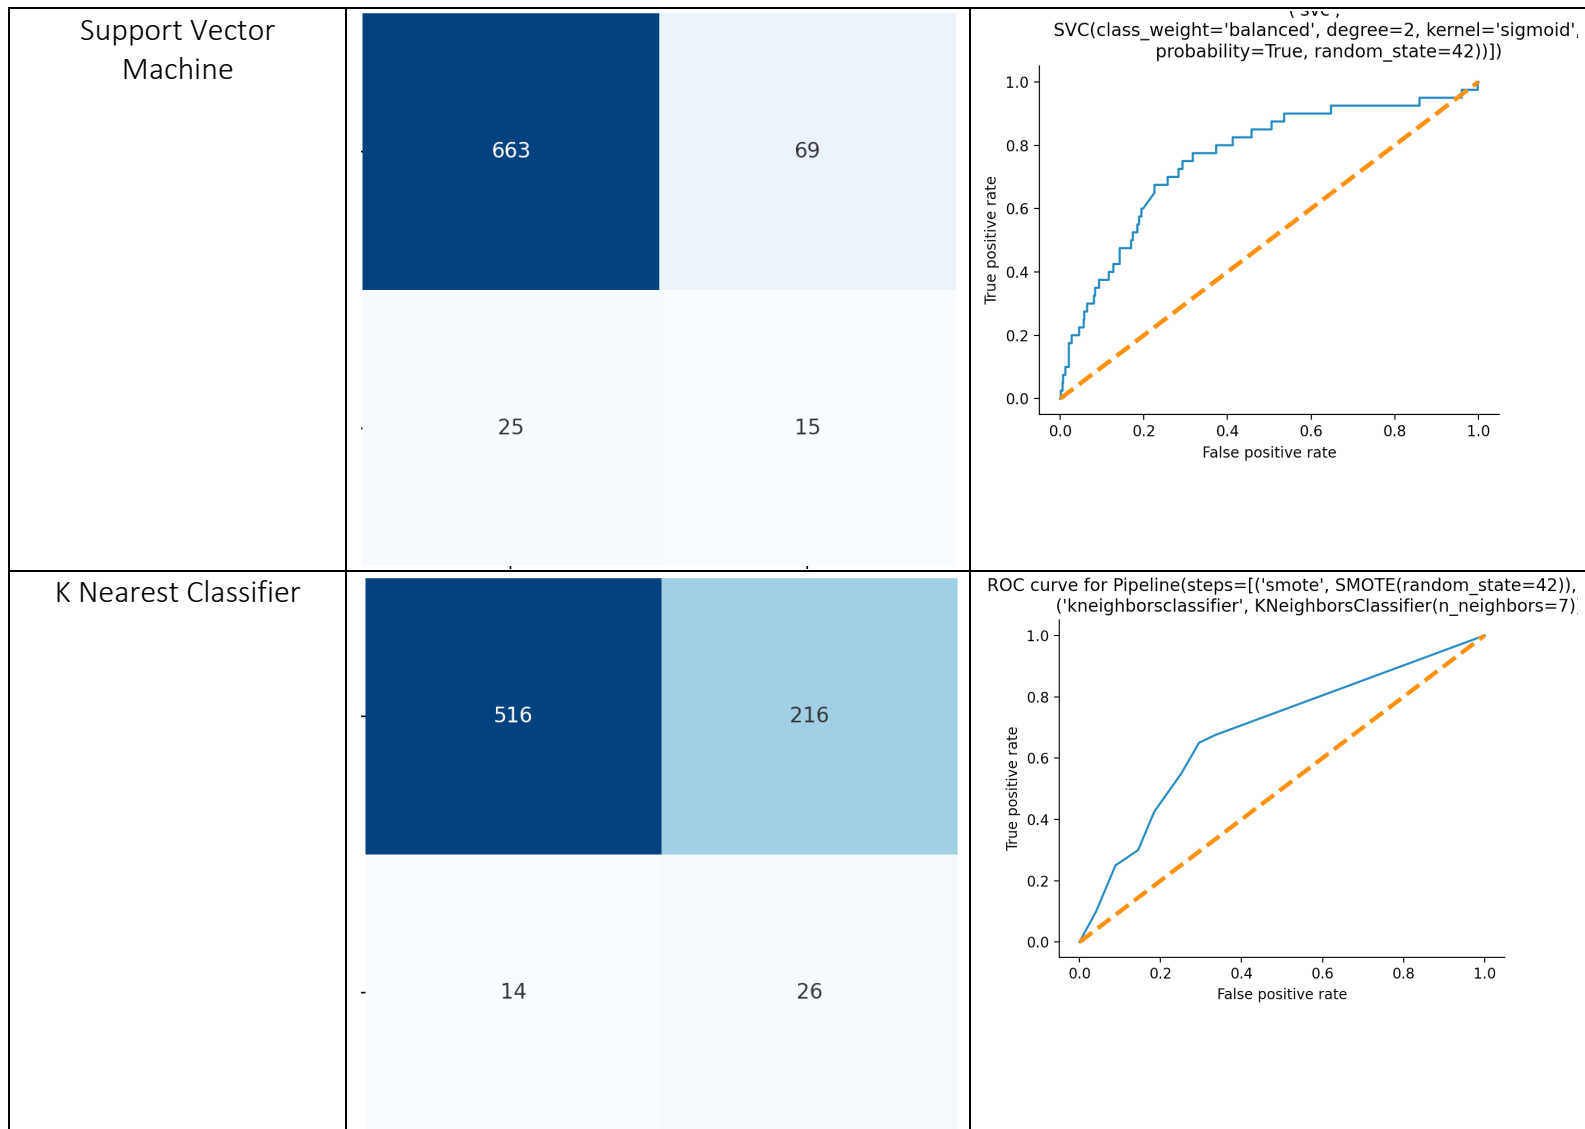 Support Vector
Machine
663
69
25
15
('svc',
SVC(class_weight='balanced', degree=2, kernel='sigmoid',
probability=True, random_state=42))])
1.0
0.8
0.6
0.4
0.2
0.0
True positive rate
0.0 0.2 0.4 0.6 0.8 1.0
False positive rate
K Nearest Classifier
516
216
14
26
ROC curve for Pipeline(steps=[('smote', SMOTE(random_state=42)),
('kneighborsclassifier', KNeighborsClassifier(n_neighbors=7))
1.0
0.8
0.6
0.4
0.2
0.0
True positive rate
0.0 0.2 0.4 0.6 0.8 1.0
False positive rate